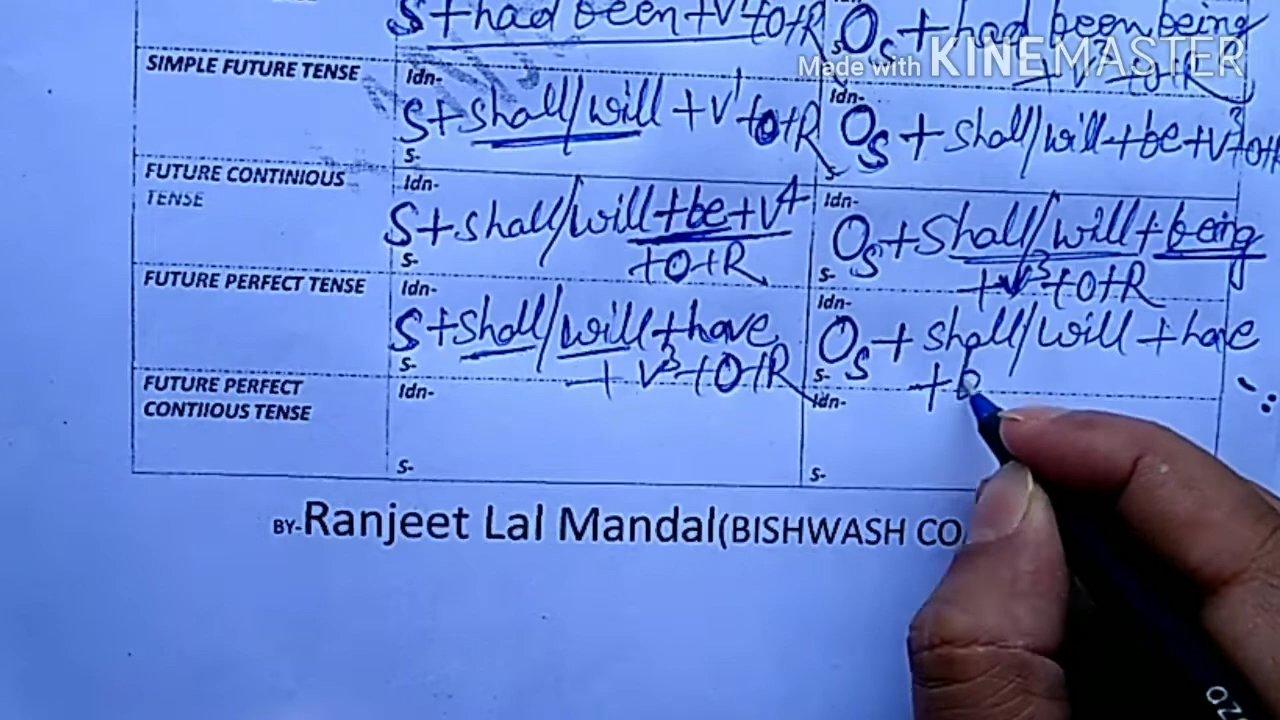 S+had been+V⁴+O+R
Os + had been being
+V³+O+R
Made with KINEMASTER
SIMPLE FUTURE TENSE
Idn-
S+shall/will +V¹+O+R
S-
Idn-
Os + shall/will+be+V³+O+R
S-
FUTURE CONTINIOUS
TENSE
Idn-
S+shall/will+be+V4
+O+R
S-
Idn-
Os+shall/will+being
+V³+O+R
S-
FUTURE PERFECT TENSE
Idn-
S+shall/will+have
+V³+O+R
S-
Idn-
Os + shall/will +have
+
S-
FUTURE PERFECT
CONTIIOUS TENSE
Idn-
S-
Idn-
S-
BY-Ranjeet Lal Mandal(BISHWASH CO